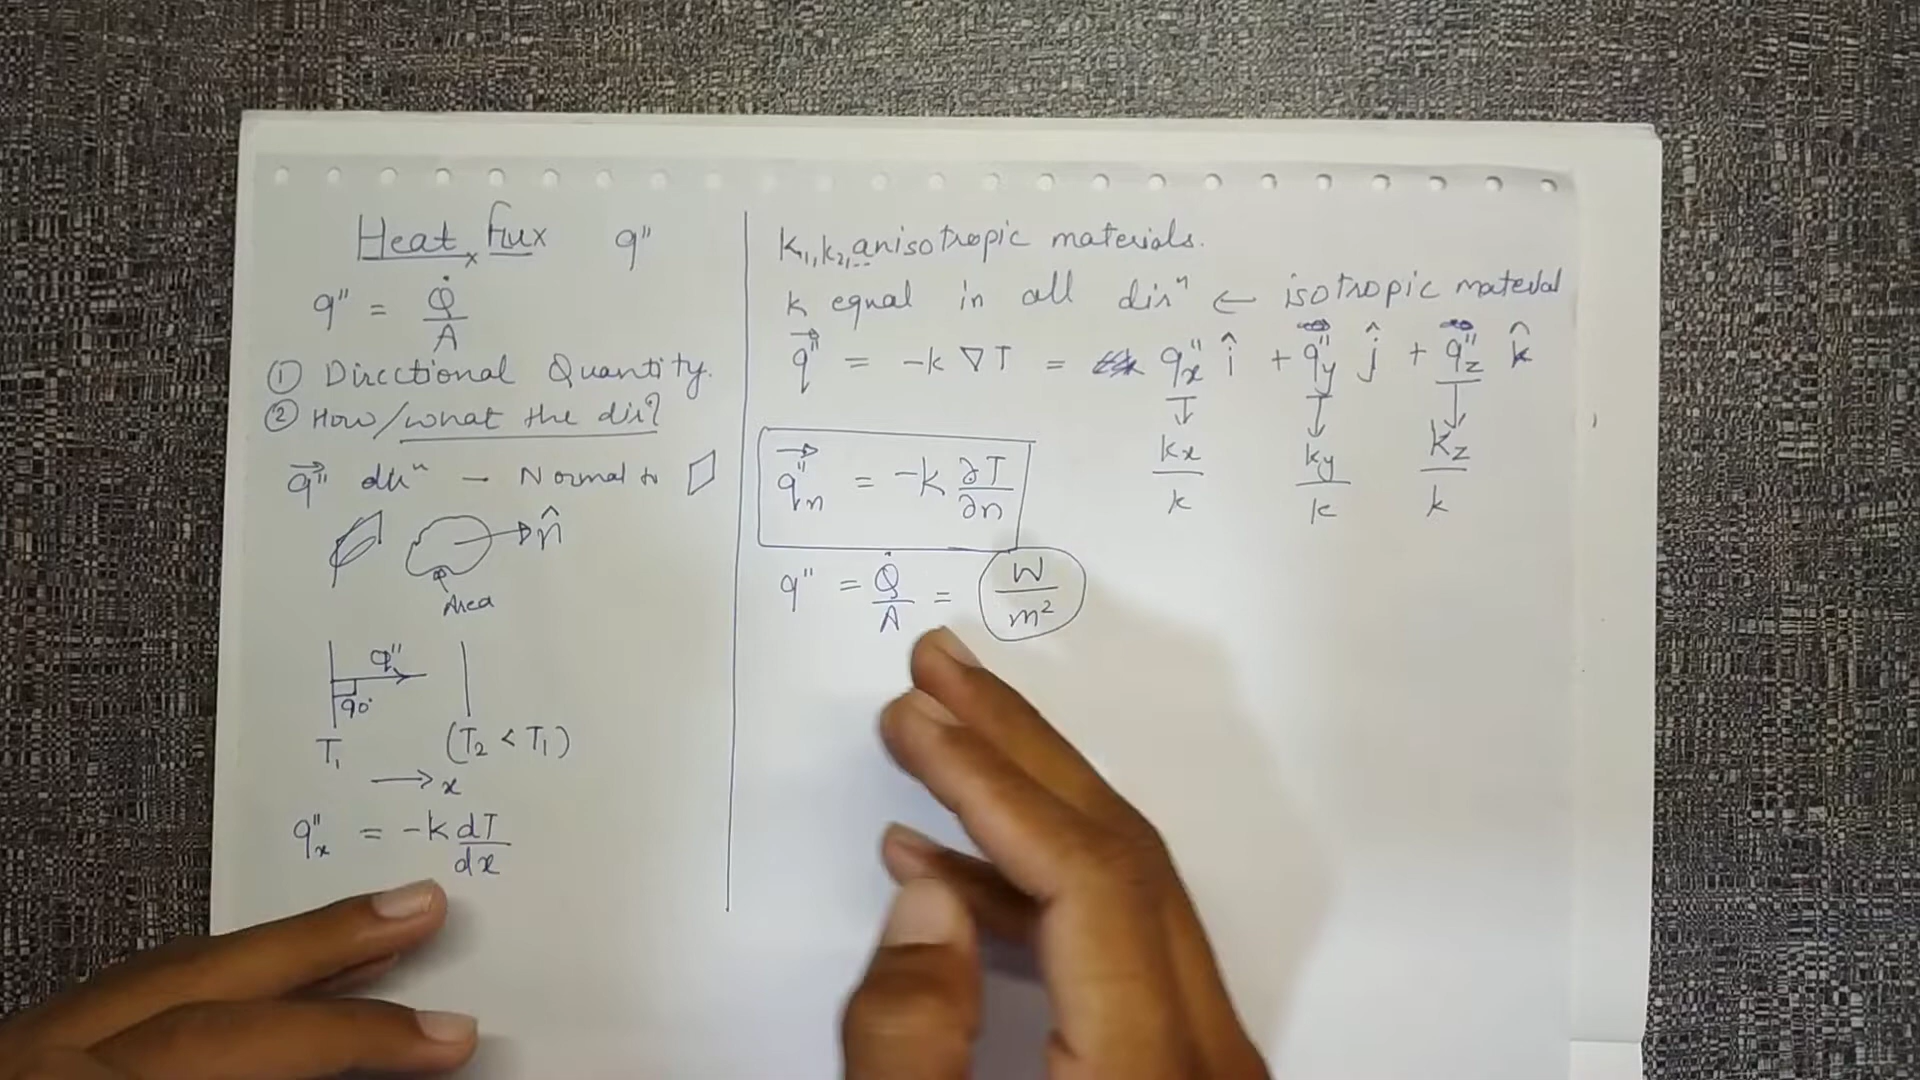 Heat Flux q"
q" = Q̇/A
① Directional Quantity.
② How/what the dir?
q⃗" dirⁿ — Normal to
n̂
Area
q"
90°
T₁ (T₂ < T₁)
→ x
q"ₓ = -k dT/dx
k₁, k₂, anisotropic materials.
k equal in all dirⁿ ← isotropic material
q⃗" = -k ∇T = q"ₓ î + q"y ĵ + q"z k̂
kx ky kz
k k k
q⃗"n = -k ∂T/∂n
q" = Q̇/A = W/m²